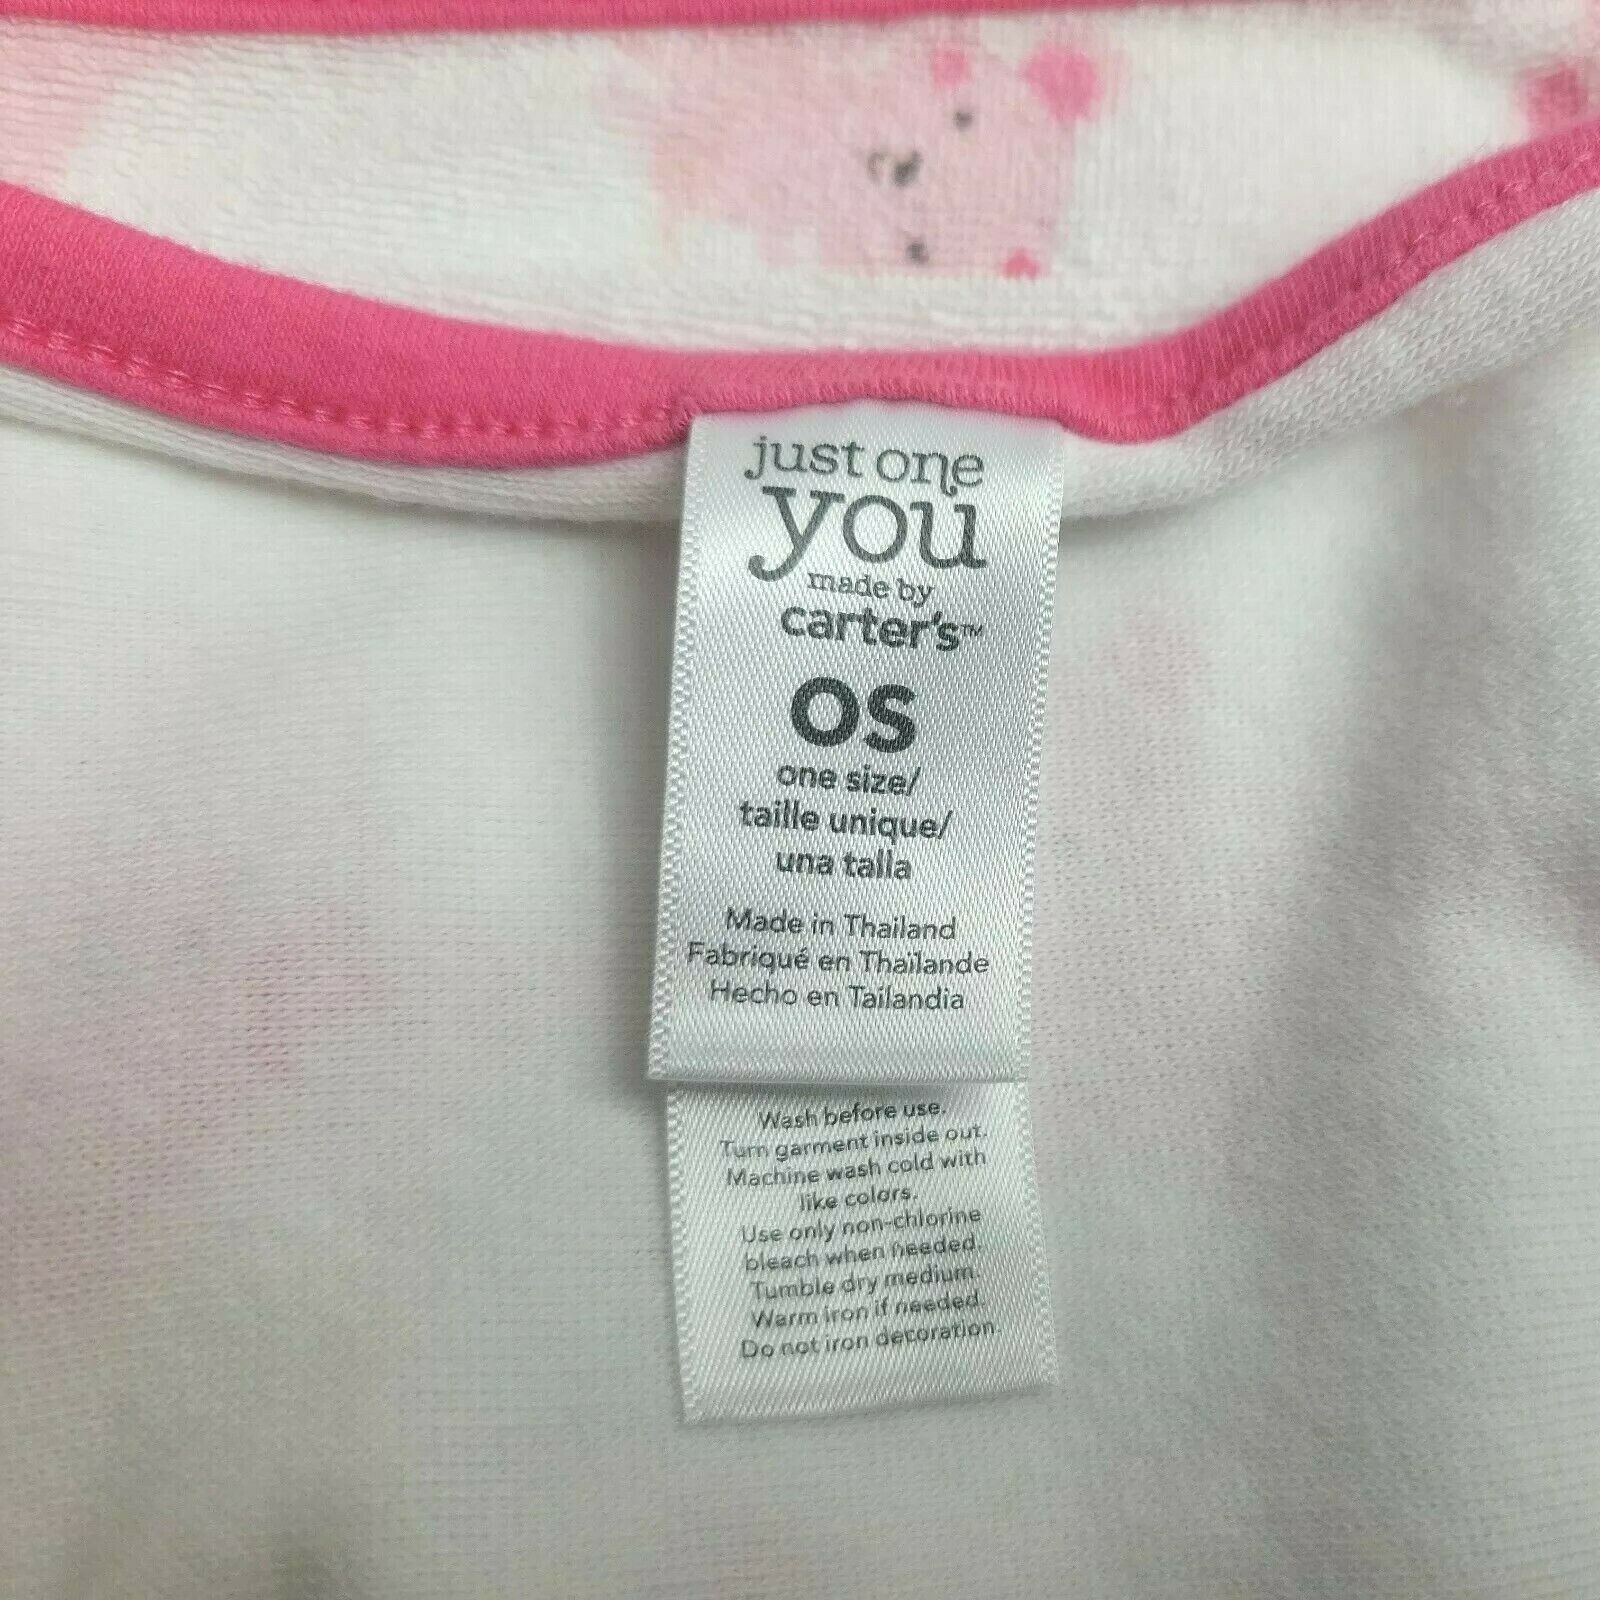 just one
you
made by
carter's™
OS
one size/
taille unique/
una talla
Made in Thailand
Fabriqué en Thaïlande
Hecho en Tailandia
Wash before use.
Turn garment inside out.
Machine wash cold with
like colors.
Use only non-chlorine
bleach when needed.
Tumble dry medium.
Warm iron if needed.
Do not iron decoration.